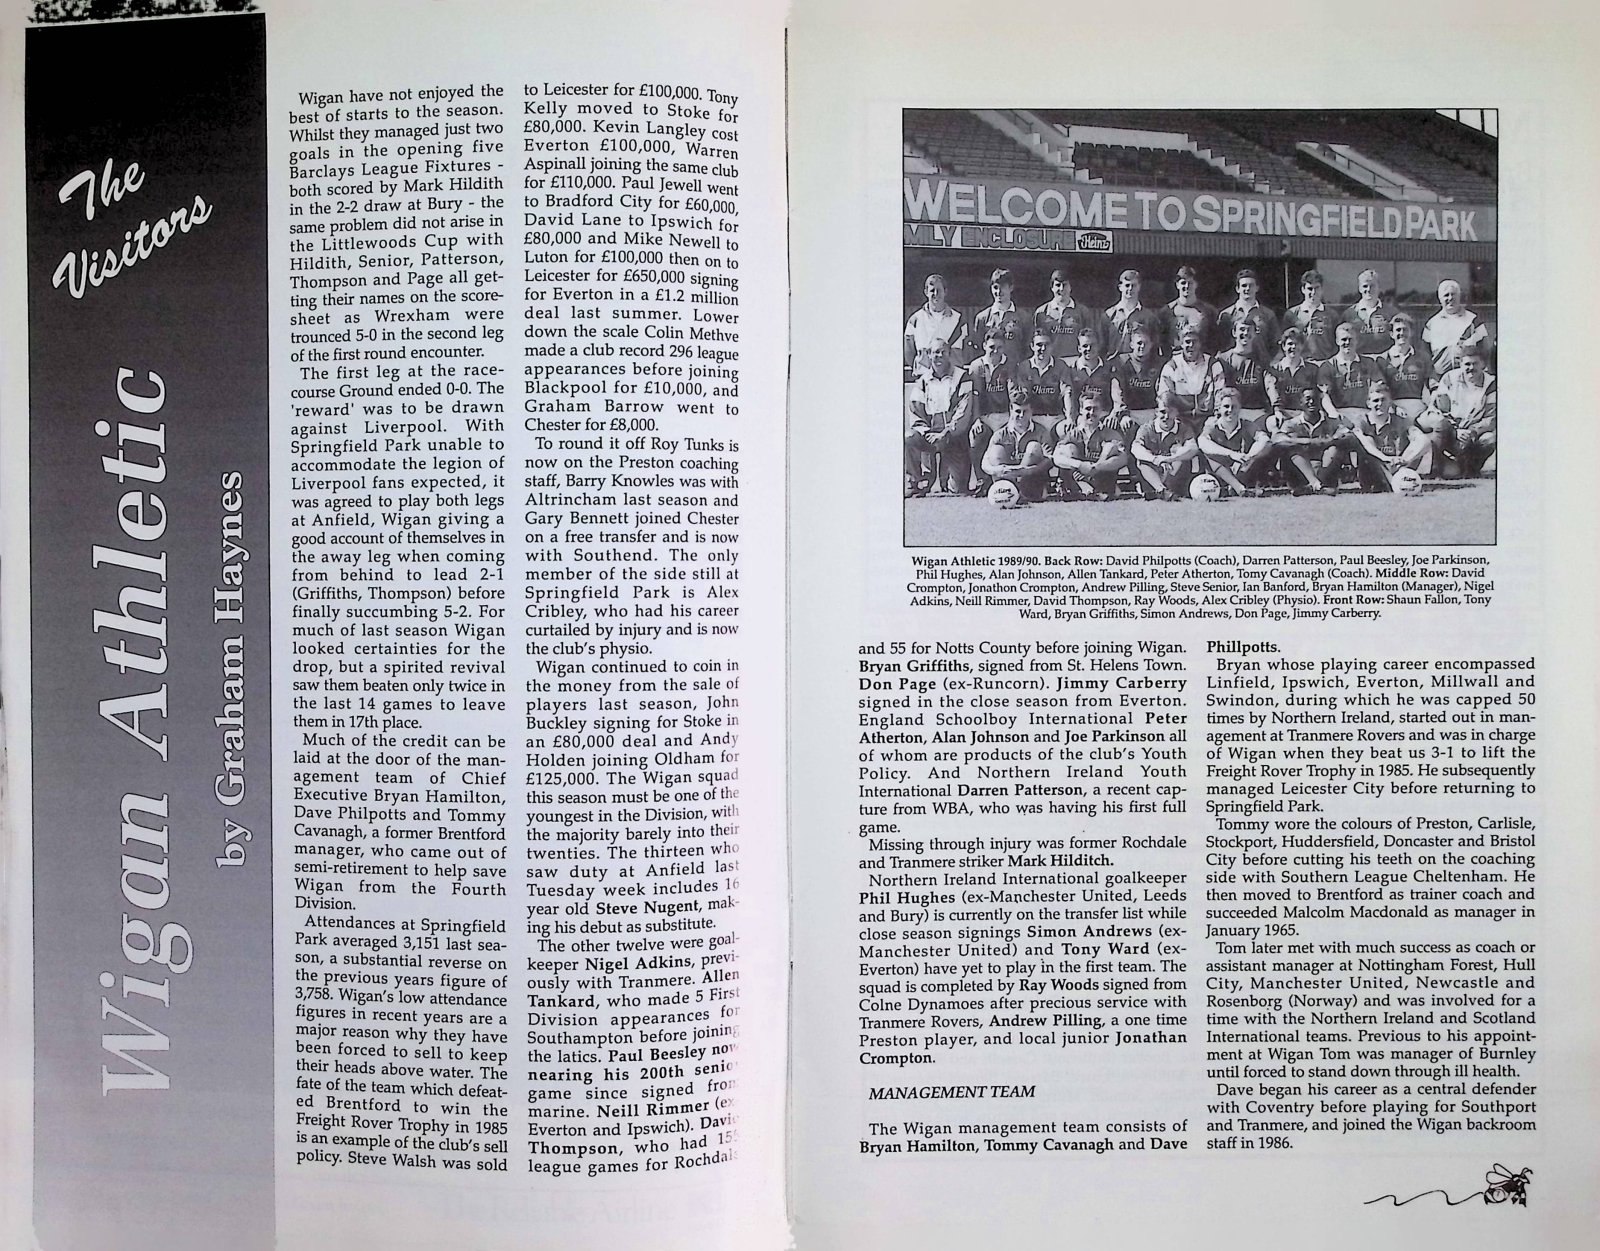 The
Visitors
Wigan Athletic
by Graham Haynes
Wigan have not enjoyed the
best of starts to the season.
Whilst they managed just two
goals in the opening five
Barclays League Fixtures -
both scored by Mark Hildith
in the 2-2 draw at Bury - the
same problem did not arise in
the Littlewoods Cup with
Hildith, Senior, Patterson,
Thompson and Page all get-
ting their names on the score-
sheet as Wrexham were
trounced 5-0 in the second leg
of the first round encounter.
The first leg at the race-
course Ground ended 0-0. The
'reward' was to be drawn
against Liverpool. With
Springfield Park unable to
accommodate the legion of
Liverpool fans expected, it
was agreed to play both legs
at Anfield, Wigan giving a
good account of themselves in
the away leg when coming
from behind to lead 2-1
(Griffiths, Thompson) before
finally succumbing 5-2. For
much of last season Wigan
looked certainties for the
drop, but a spirited revival
saw them beaten only twice in
the last 14 games to leave
them in 17th place.
Much of the credit can be
laid at the door of the man-
agement team of Chief
Executive Bryan Hamilton,
Dave Philpotts and Tommy
Cavanagh, a former Brentford
manager, who came out of
semi-retirement to help save
Wigan from the Fourth
Division.
Attendances at Springfield
Park averaged 3,151 last sea-
son, a substantial reverse on
the previous years figure of
3,758. Wigan's low attendance
figures in recent years are a
major reason why they have
been forced to sell to keep
their heads above water. The
fate of the team which defeat-
ed Brentford to win the
Freight Rover Trophy in 1985
is an example of the club's sell
policy. Steve Walsh was sold
to Leicester for £100,000. Tony
Kelly moved to Stoke for
£80,000. Kevin Langley cost
Everton £100,000, Warren
Aspinall joining the same club
for £110,000. Paul Jewell went
to Bradford City for £60,000,
David Lane to Ipswich for
£80,000 and Mike Newell to
Luton for £100,000 then on to
Leicester for £650,000 signing
for Everton in a £1.2 million
deal last summer. Lower
down the scale Colin Methve
made a club record 296 league
appearances before joining
Blackpool for £10,000, and
Graham Barrow went to
Chester for £8,000.
To round it off Roy Tunks is
now on the Preston coaching
staff, Barry Knowles was with
Altrincham last season and
Gary Bennett joined Chester
on a free transfer and is now
with Southend. The only
member of the side still at
Springfield Park is Alex
Cribley, who had his career
curtailed by injury and is now
the club's physio.
Wigan continued to coin in
the money from the sale of
players last season, John
Buckley signing for Stoke in
an £80,000 deal and Andy
Holden joining Oldham for
£125,000. The Wigan squad
this season must be one of the
youngest in the Division, with
the majority barely into their
twenties. The thirteen who
saw duty at Anfield last
Tuesday week includes 16
year old Steve Nugent, mak-
ing his debut as substitute.
The other twelve were goal-
keeper Nigel Adkins, previ-
ously with Tranmere. Allen
Tankard, who made 5 First
Division appearances for
Southampton before joining
the latics. Paul Beesley now
nearing his 200th senior
game since signed from
marine. Neill Rimmer (ex
Everton and Ipswich). David
Thompson, who had 155
league games for Rochdale
WELCOME TO SPRINGFIELD PARK
MILY ENCLOSURE Heinz
Wigan Athletic 1989/90. Back Row: David Philpotts (Coach), Darren Patterson, Paul Beesley, Joe Parkinson,
Phil Hughes, Alan Johnson, Allen Tankard, Peter Atherton, Tomy Cavanagh (Coach). Middle Row: David
Crompton, Jonathon Crompton, Andrew Pilling, Steve Senior, Ian Banford, Bryan Hamilton (Manager), Nigel
Adkins, Neill Rimmer, David Thompson, Ray Woods, Alex Cribley (Physio). Front Row: Shaun Fallon, Tony
Ward, Bryan Griffiths, Simon Andrews, Don Page, Jimmy Carberry.
and 55 for Notts County before joining Wigan.
Bryan Griffiths, signed from St. Helens Town.
Don Page (ex-Runcorn). Jimmy Carberry
signed in the close season from Everton.
England Schoolboy International Peter
Atherton, Alan Johnson and Joe Parkinson all
of whom are products of the club's Youth
Policy. And Northern Ireland Youth
International Darren Patterson, a recent cap-
ture from WBA, who was having his first full
game.
Missing through injury was former Rochdale
and Tranmere striker Mark Hilditch.
Northern Ireland International goalkeeper
Phil Hughes (ex-Manchester United, Leeds
and Bury) is currently on the transfer list while
close season signings Simon Andrews (ex-
Manchester United) and Tony Ward (ex-
Everton) have yet to play in the first team. The
squad is completed by Ray Woods signed from
Colne Dynamoes after precious service with
Tranmere Rovers, Andrew Pilling, a one time
Preston player, and local junior Jonathan
Crompton.
MANAGEMENT TEAM
The Wigan management team consists of
Bryan Hamilton, Tommy Cavanagh and Dave
Phillpotts.
Bryan whose playing career encompassed
Linfield, Ipswich, Everton, Millwall and
Swindon, during which he was capped 50
times by Northern Ireland, started out in man-
agement at Tranmere Rovers and was in charge
of Wigan when they beat us 3-1 to lift the
Freight Rover Trophy in 1985. He subsequently
managed Leicester City before returning to
Springfield Park.
Tommy wore the colours of Preston, Carlisle,
Stockport, Huddersfield, Doncaster and Bristol
City before cutting his teeth on the coaching
side with Southern League Cheltenham. He
then moved to Brentford as trainer coach and
succeeded Malcolm Macdonald as manager in
January 1965.
Tom later met with much success as coach or
assistant manager at Nottingham Forest, Hull
City, Manchester United, Newcastle and
Rosenborg (Norway) and was involved for a
time with the Northern Ireland and Scotland
International teams. Previous to his appoint-
ment at Wigan Tom was manager of Burnley
until forced to stand down through ill health.
Dave began his career as a central defender
with Coventry before playing for Southport
and Tranmere, and joined the Wigan backroom
staff in 1986.